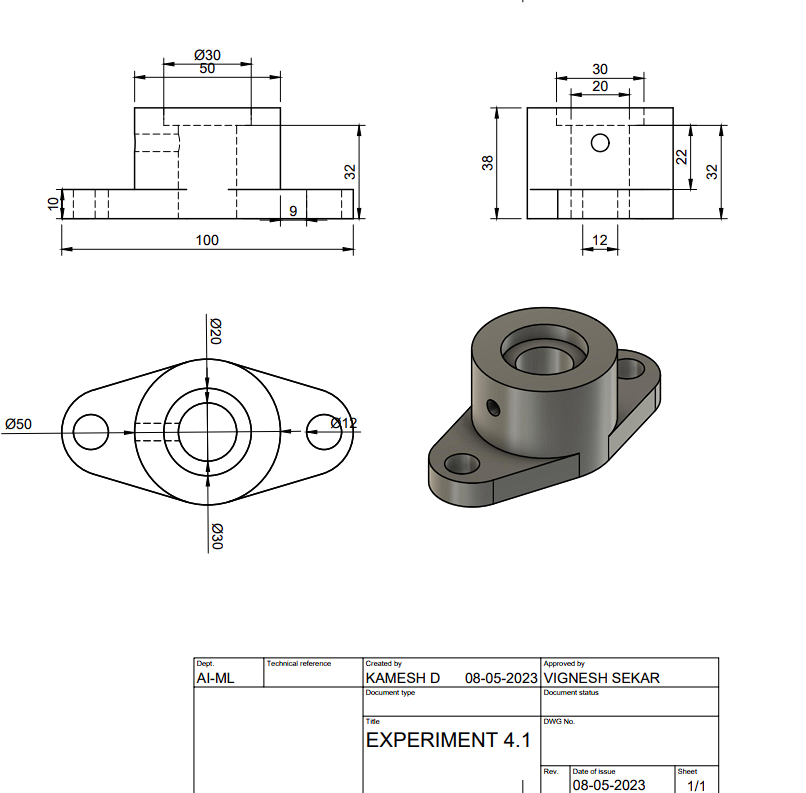 Ø30
50
10
9
32
100
30
20
38
22
32
12
Ø20
Ø50
Ø12
Ø30
Dept.
AI-ML
Technical reference
Created by
KAMESH D 08-05-2023
Approved by
VIGNESH SEKAR
Document type
Document status
Title
EXPERIMENT 4.1
DWG No.
Rev.
Date of issue
08-05-2023
Sheet
1/1